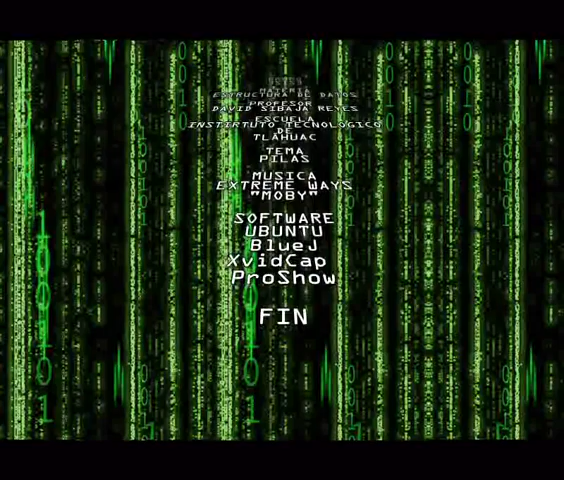 MATERIA
ESTRUCTURA DE DATOS
PROFESOR
DAVID SIBAJA REYES
ESCUELA
INSTIRTUTO TECNOLOGICO
DE
TLAHUAC
TEMA
PILAS
MUSICA
EXTREME WAYS
"MOBY"
SOFTWARE
UBUNTU
BlueJ
XvidCap
ProShow
FIN